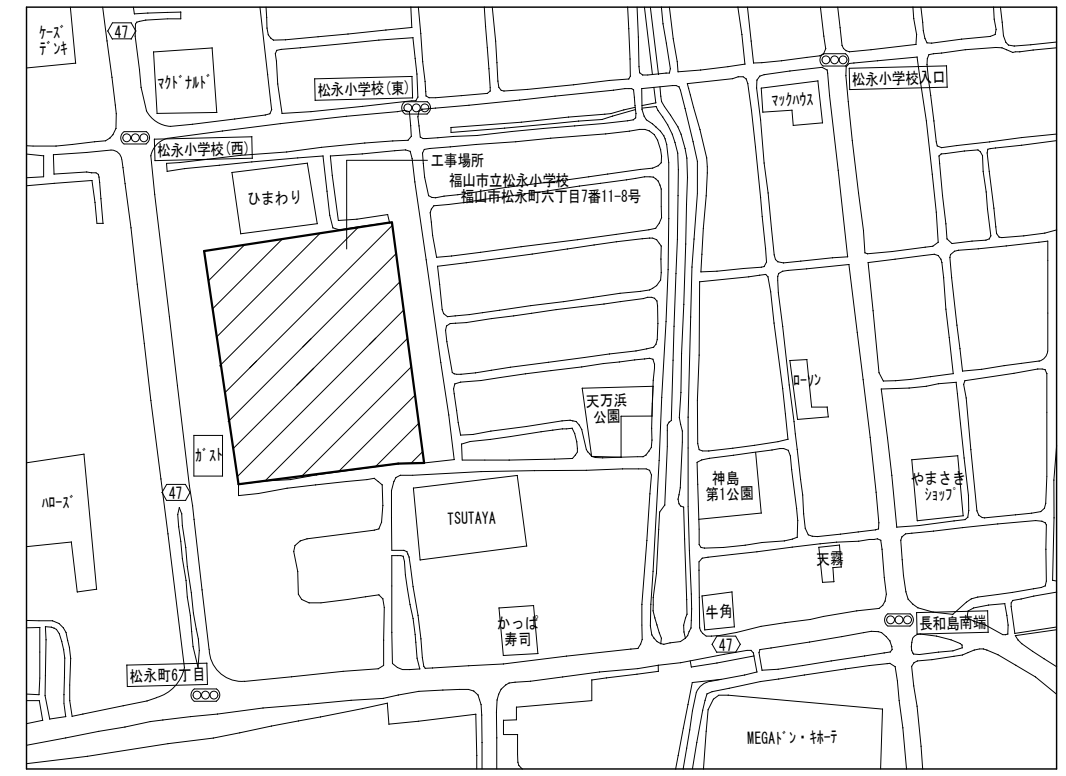 ケーズ
デンキ
47
マクドナルド
松永小学校(東)
松永小学校入口
マックハウス
松永小学校(西)
工事場所
福山市立松永小学校
福山市松永町六丁目7番11-8号
ひまわり
ローソン
天万浜
公園
ガスト
神島
第1公園
やまさき
ショップ
ハローズ
47
TSUTAYA
天霧
かっぱ
寿司
牛角
長和島南端
47
松永町6丁目
MEGAドン・キホーテ